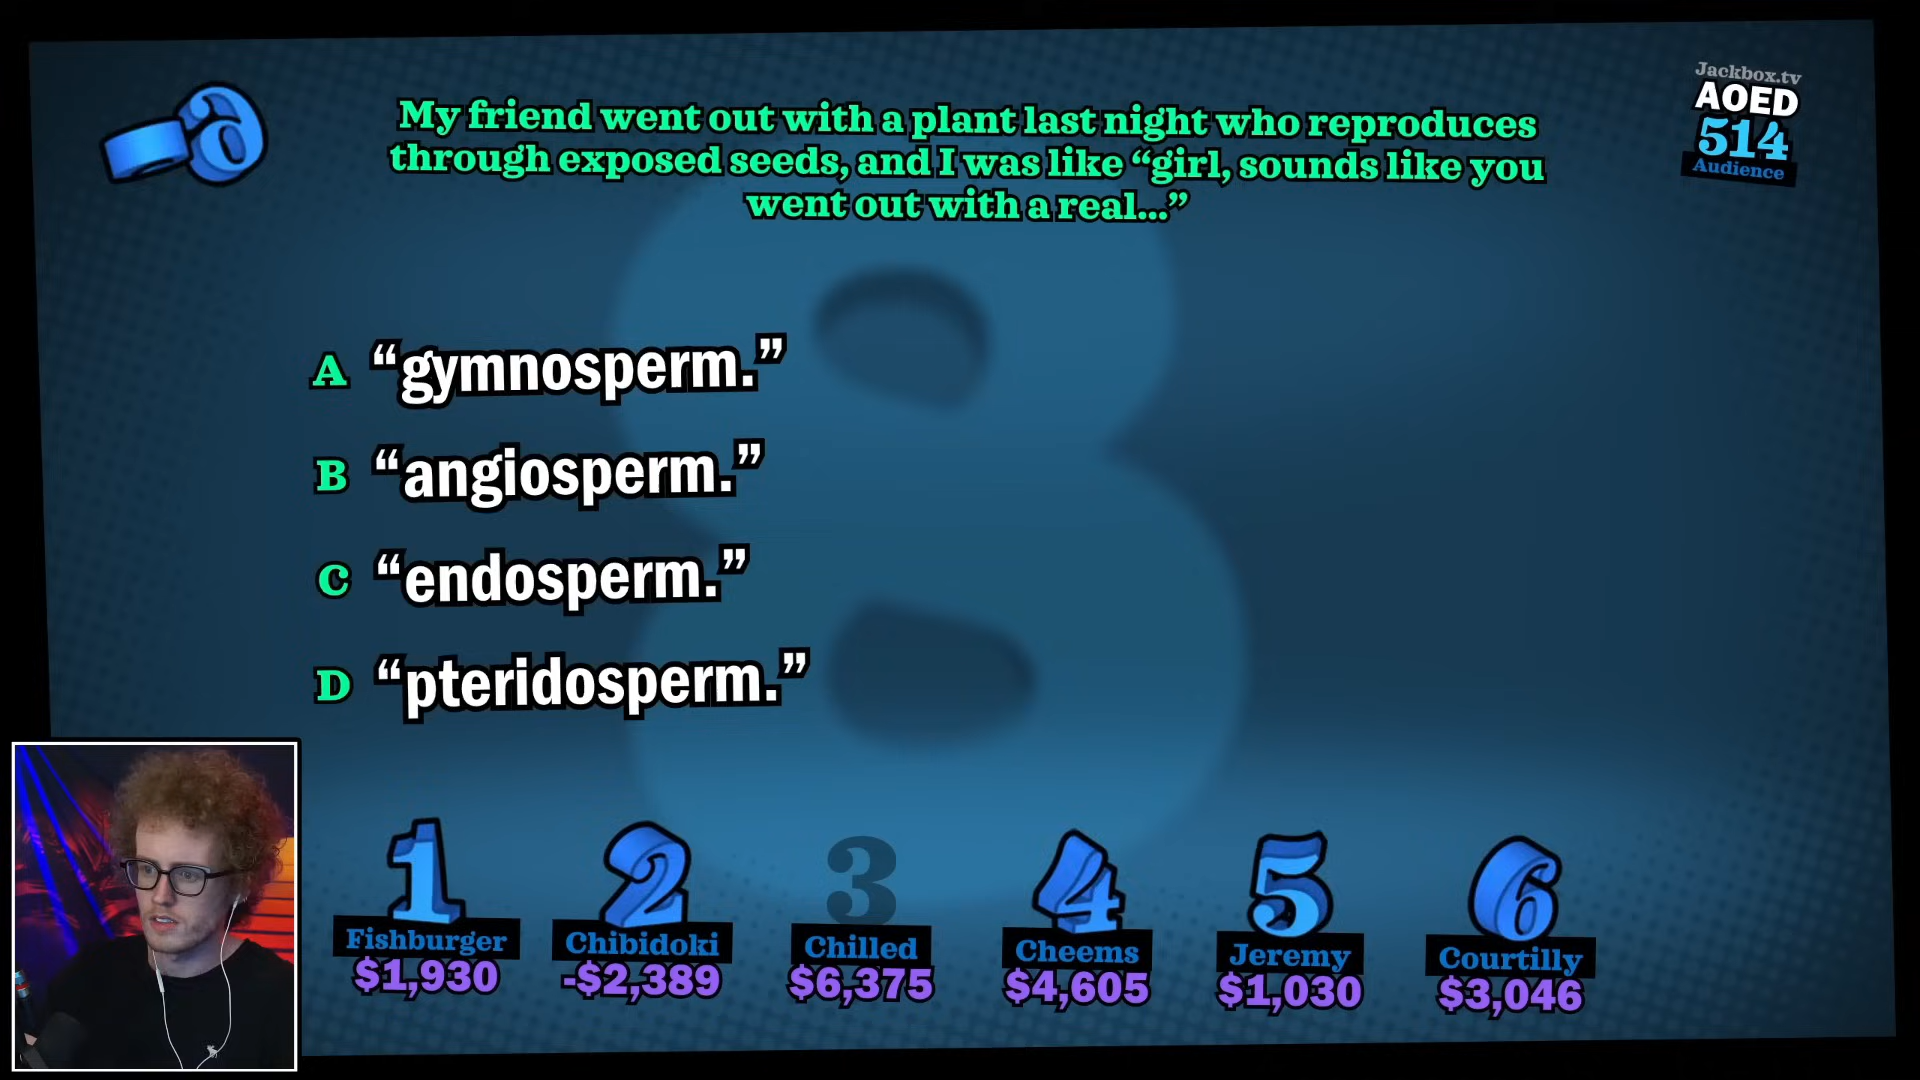 My friend went out with a plant last night who reproduces
through exposed seeds, and I was like “girl, sounds like you
went out with a real...”
Jackbox.tv
AOED
514
Audience
A “gymnosperm.”
B “angiosperm.”
C “endosperm.”
D “pteridosperm.”
1 2 3 4 5 6
Fishburger Chibidoki Chilled Cheems Jeremy Courtilly
$1,930 -$2,389 $6,375 $4,605 $1,030 $3,046
8